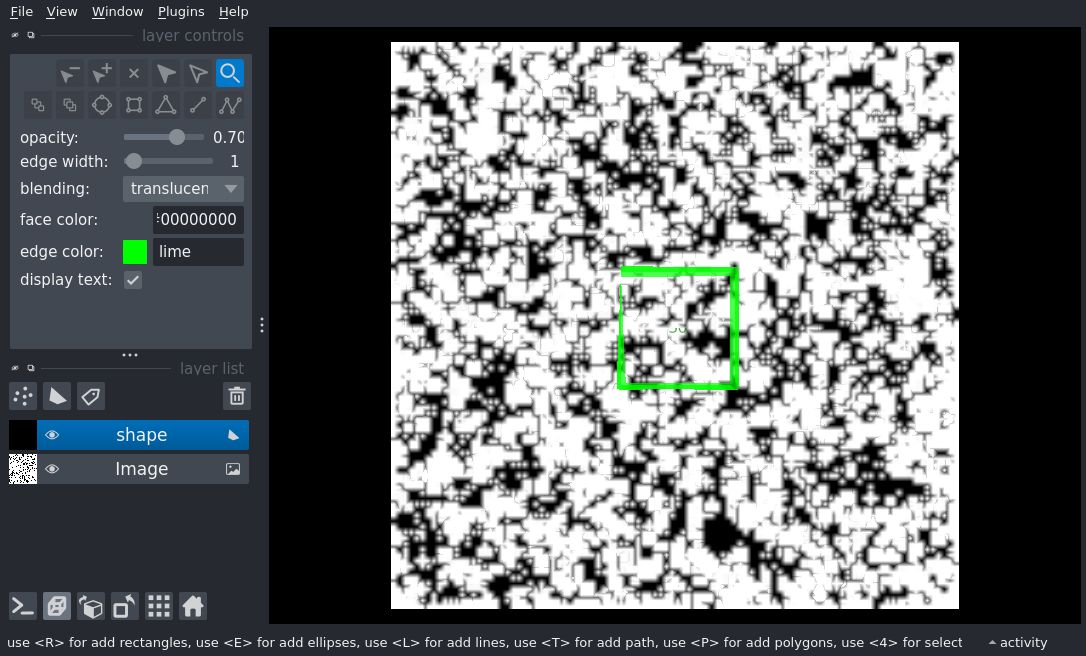 File View Window Plugins Help
layer controls
opacity: 0.70
edge width: 1
blending: translucen
face color: #00000000
edge color: lime
display text:
layer list
shape
Image
use <R> for add rectangles, use <E> for add ellipses, use <L> for add lines, use <T> for add path, use <P> for add polygons, use <4> for select activity